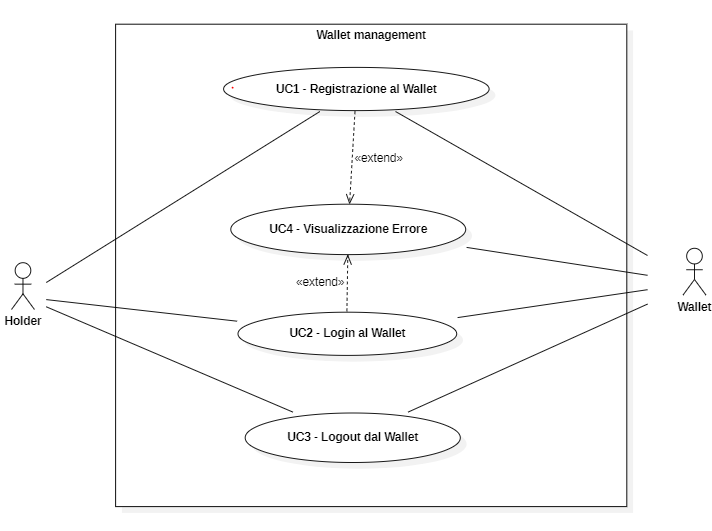 Wallet management
UC1 - Registrazione al Wallet
«extend»
UC4 - Visualizzazione Errore
«extend»
Holder
Wallet
UC2 - Login al Wallet
UC3 - Logout dal Wallet